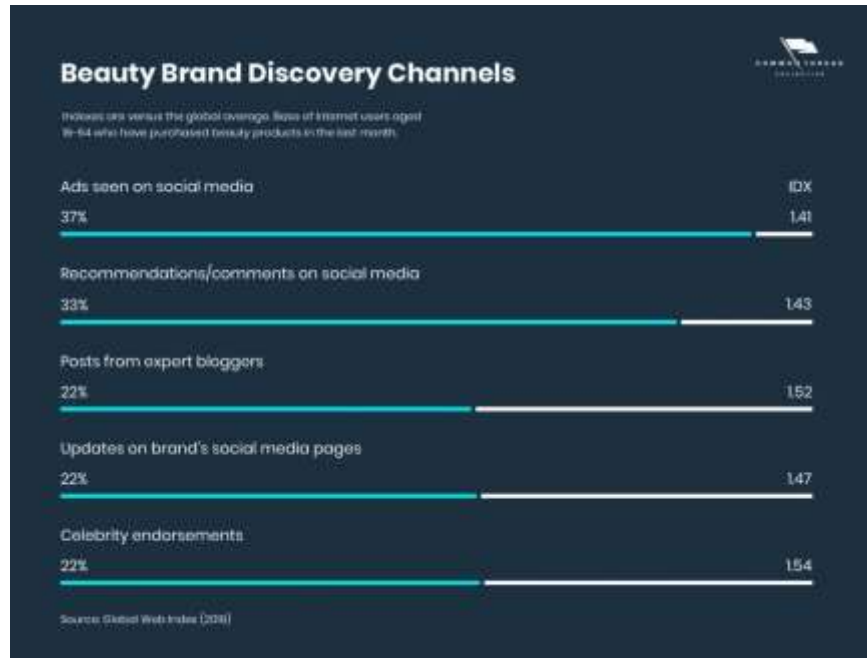 COMMON THREAD
COLLECTIVE
Beauty Brand Discovery Channels
Indexes are versus the global average. Base of Internet users aged
who have purchased beauty products in the last month.
Ads seen on social media IDX
37% 1.41
Recommendations/comments on social media
33% 1.43
Posts from expert bloggers
22% 1.52
Updates on brand's social media pages
22% 1.47
Celebrity endorsements
22% 1.54
Source: Global Web Index